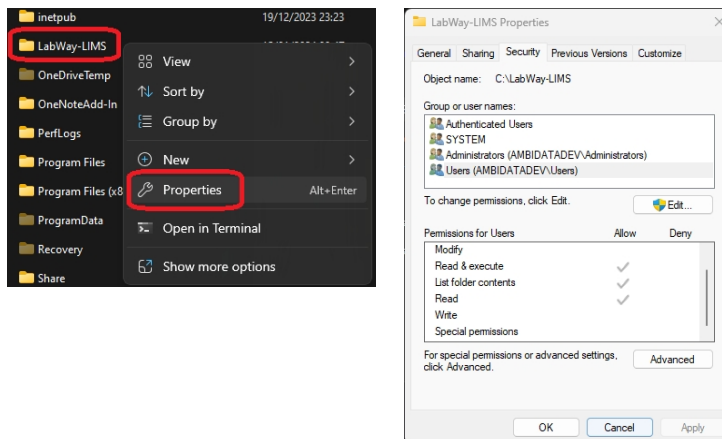 inetpub 19/12/2023 23:23
LabWay-LIMS
OneDriveTemp
OneNoteAdd-In
PerfLogs
Program Files
Program Files (x8
ProgramData
Recovery
Share
View
Sort by
Group by
New
Properties Alt+Enter
Open in Terminal
Show more options
LabWay-LIMS Properties
General Sharing Security Previous Versions Customize
Object name: C:\LabWay-LIMS
Group or user names:
Authenticated Users
SYSTEM
Administrators (AMBIDATADEV\Administrators)
Users (AMBIDATADEV\Users)
To change permissions, click Edit. Edit...
Permissions for Users Allow Deny
Modify
Read & execute
List folder contents
Read
Write
Special permissions
For special permissions or advanced settings,
click Advanced. Advanced
OK Cancel Apply